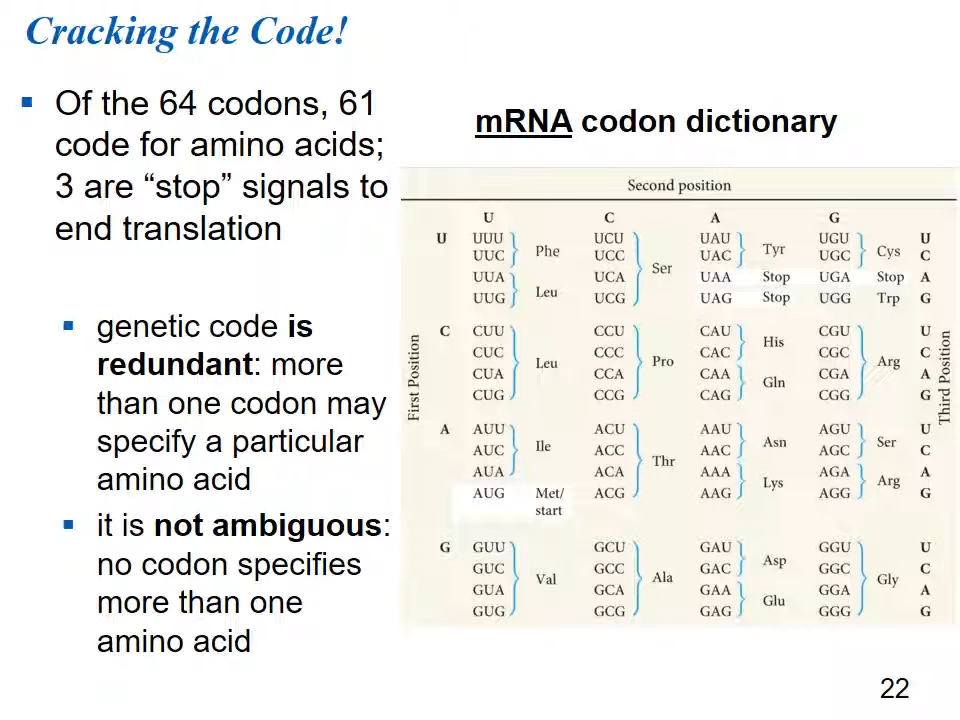 Cracking the Code!
▪ Of the 64 codons, 61
code for amino acids;
3 are “stop” signals to
end translation
▪ genetic code is
redundant: more
than one codon may
specify a particular
amino acid
▪ it is not ambiguous:
no codon specifies
more than one
amino acid
mRNA codon dictionary
Second position
U C A G
First Position
Third Position
U UUU Phe UCU Ser UAU Tyr UGU Cys U
UUC UCC UAC UGC C
UUA Leu UCA UAA Stop UGA Stop A
UUG UCG UAG Stop UGG Trp G
C CUU Leu CCU Pro CAU His CGU Arg U
CUC CCC CAC CGC C
CUA CCA CAA Gln CGA A
CUG CCG CAG CGG G
A AUU Ile ACU Thr AAU Asn AGU Ser U
AUC ACC AAC AGC C
AUA ACA AAA Lys AGA Arg A
AUG Met/ ACG AAG AGG G
start
G GUU Val GCU Ala GAU Asp GGU Gly U
GUC GCC GAC GGC C
GUA GCA GAA Glu GGA A
GUG GCG GAG GGG G
22